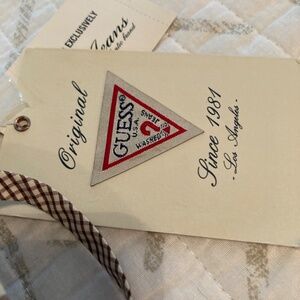 EXCLUSIVELY
Jeans
Original
GUESS®
U.S.A.
?
WASHED
Since 1981
- Los Angeles -